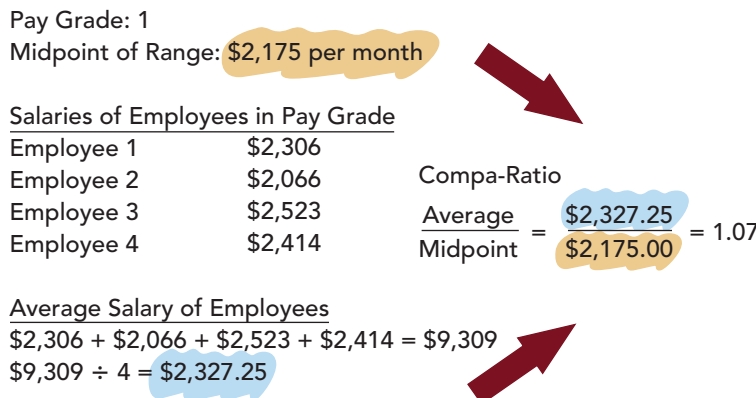 Pay Grade: 1
Midpoint of Range: $2,175 per month
Salaries of Employees in Pay Grade
Employee 1 $2,306
Employee 2 $2,066
Employee 3 $2,523
Employee 4 $2,414
Compa-Ratio
Average / Midpoint = $2,327.25 / $2,175.00 = 1.07
Average Salary of Employees
$2,306 + $2,066 + $2,523 + $2,414 = $9,309
$9,309 ÷ 4 = $2,327.25